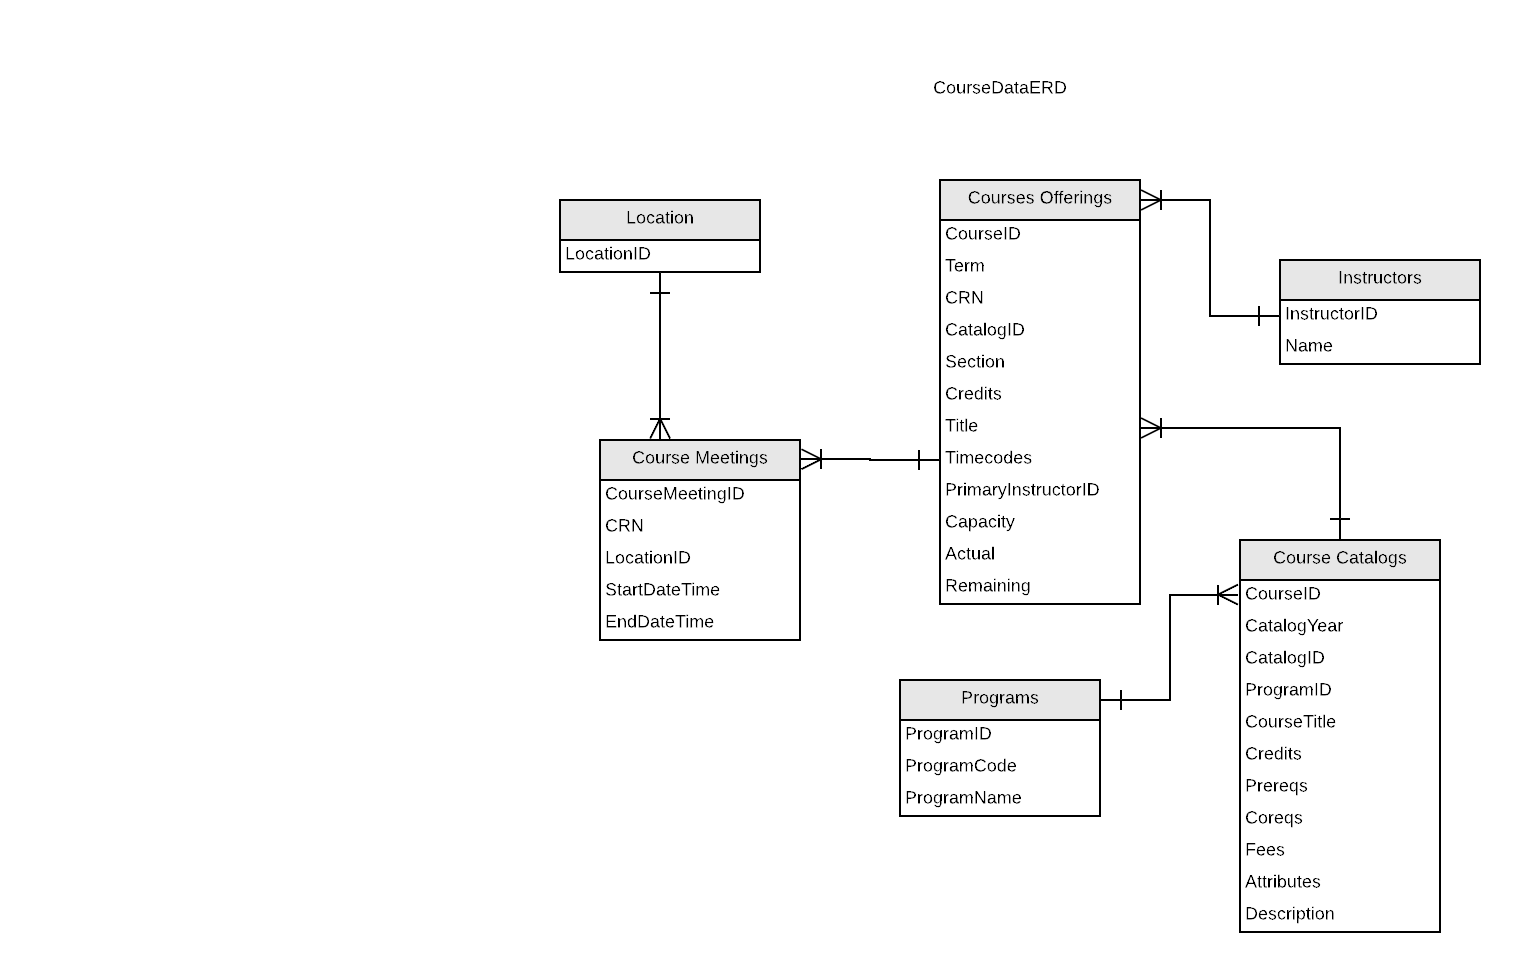 CourseDataERD
Location
LocationID
Courses Offerings
CourseID
Term
CRN
CatalogID
Section
Credits
Title
Timecodes
PrimaryInstructorID
Capacity
Actual
Remaining
Instructors
InstructorID
Name
Course Meetings
CourseMeetingID
CRN
LocationID
StartDateTime
EndDateTime
Programs
ProgramID
ProgramCode
ProgramName
Course Catalogs
CourseID
CatalogYear
CatalogID
ProgramID
CourseTitle
Credits
Prereqs
Coreqs
Fees
Attributes
Description